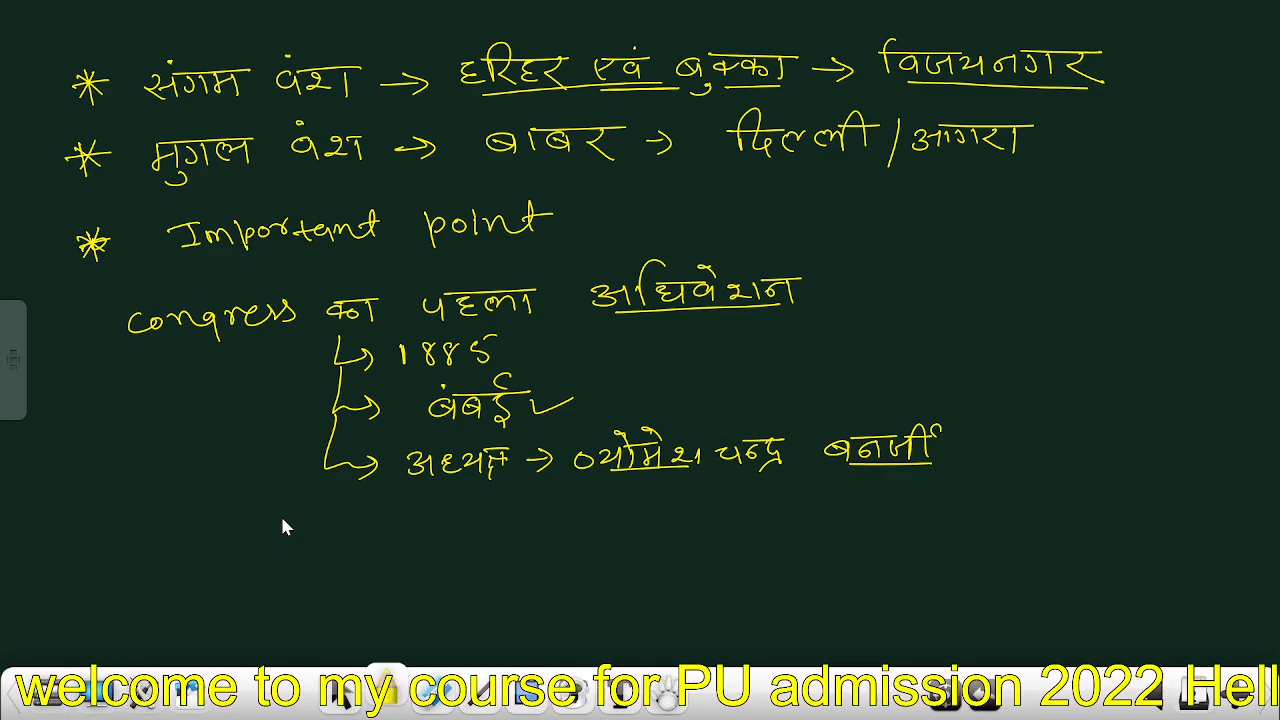 * संगम वंश → हरिहर एवं बुक्का → विजयनगर
* मुगल वंश → बाबर → दिल्ली/आगरा
* Important point
Congress का पहला अधिवेशन
↳ 1885
↳ बंबई ✓
↳ अध्यक्ष → व्योमेश चन्द्र बनर्जी
welcome to my course for PU admission 2022 Hell